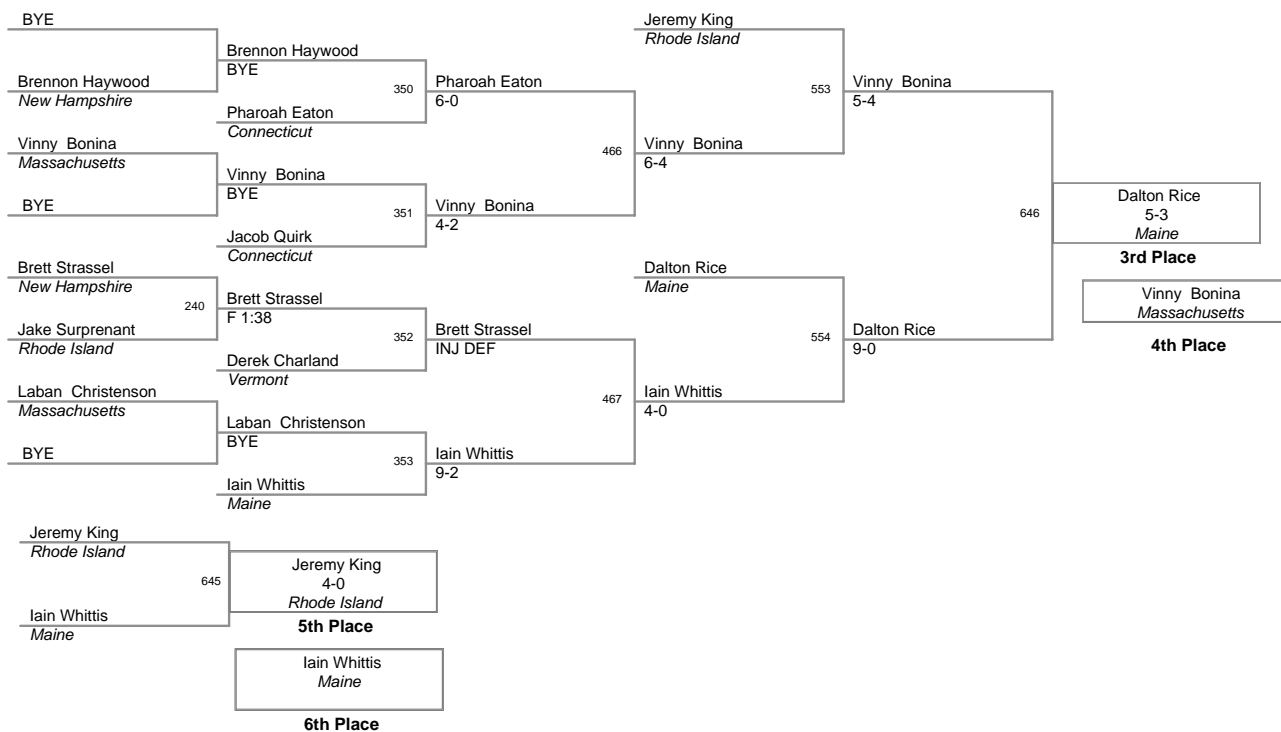 BYE
Brennon Haywood
New Hampshire
Vinny Bonina
Massachusetts
BYE
Brett Strassel
New Hampshire
240
Jake Surprenant
Rhode Island
Laban Christenson
Massachusetts
BYE
Brennon Haywood
BYE
350
Pharoah Eaton
Connecticut
Vinny Bonina
BYE
351
Jacob Quirk
Connecticut
Brett Strassel
F 1:38
352
Derek Charland
Vermont
Laban Christenson
BYE
353
Iain Whittis
Maine
Pharoah Eaton
6-0
466
Vinny Bonina
4-2
Brett Strassel
INJ DEF
467
Iain Whittis
9-2
Jeremy King
Rhode Island
553
Vinny Bonina
6-4
Dalton Rice
Maine
554
Iain Whittis
4-0
Vinny Bonina
5-4
646
Dalton Rice
9-0
Dalton Rice
5-3
Maine
3rd Place
Vinny Bonina
Massachusetts
4th Place
Jeremy King
Rhode Island
645
Iain Whittis
Maine
Jeremy King
4-0
Rhode Island
5th Place
Iain Whittis
Maine
6th Place